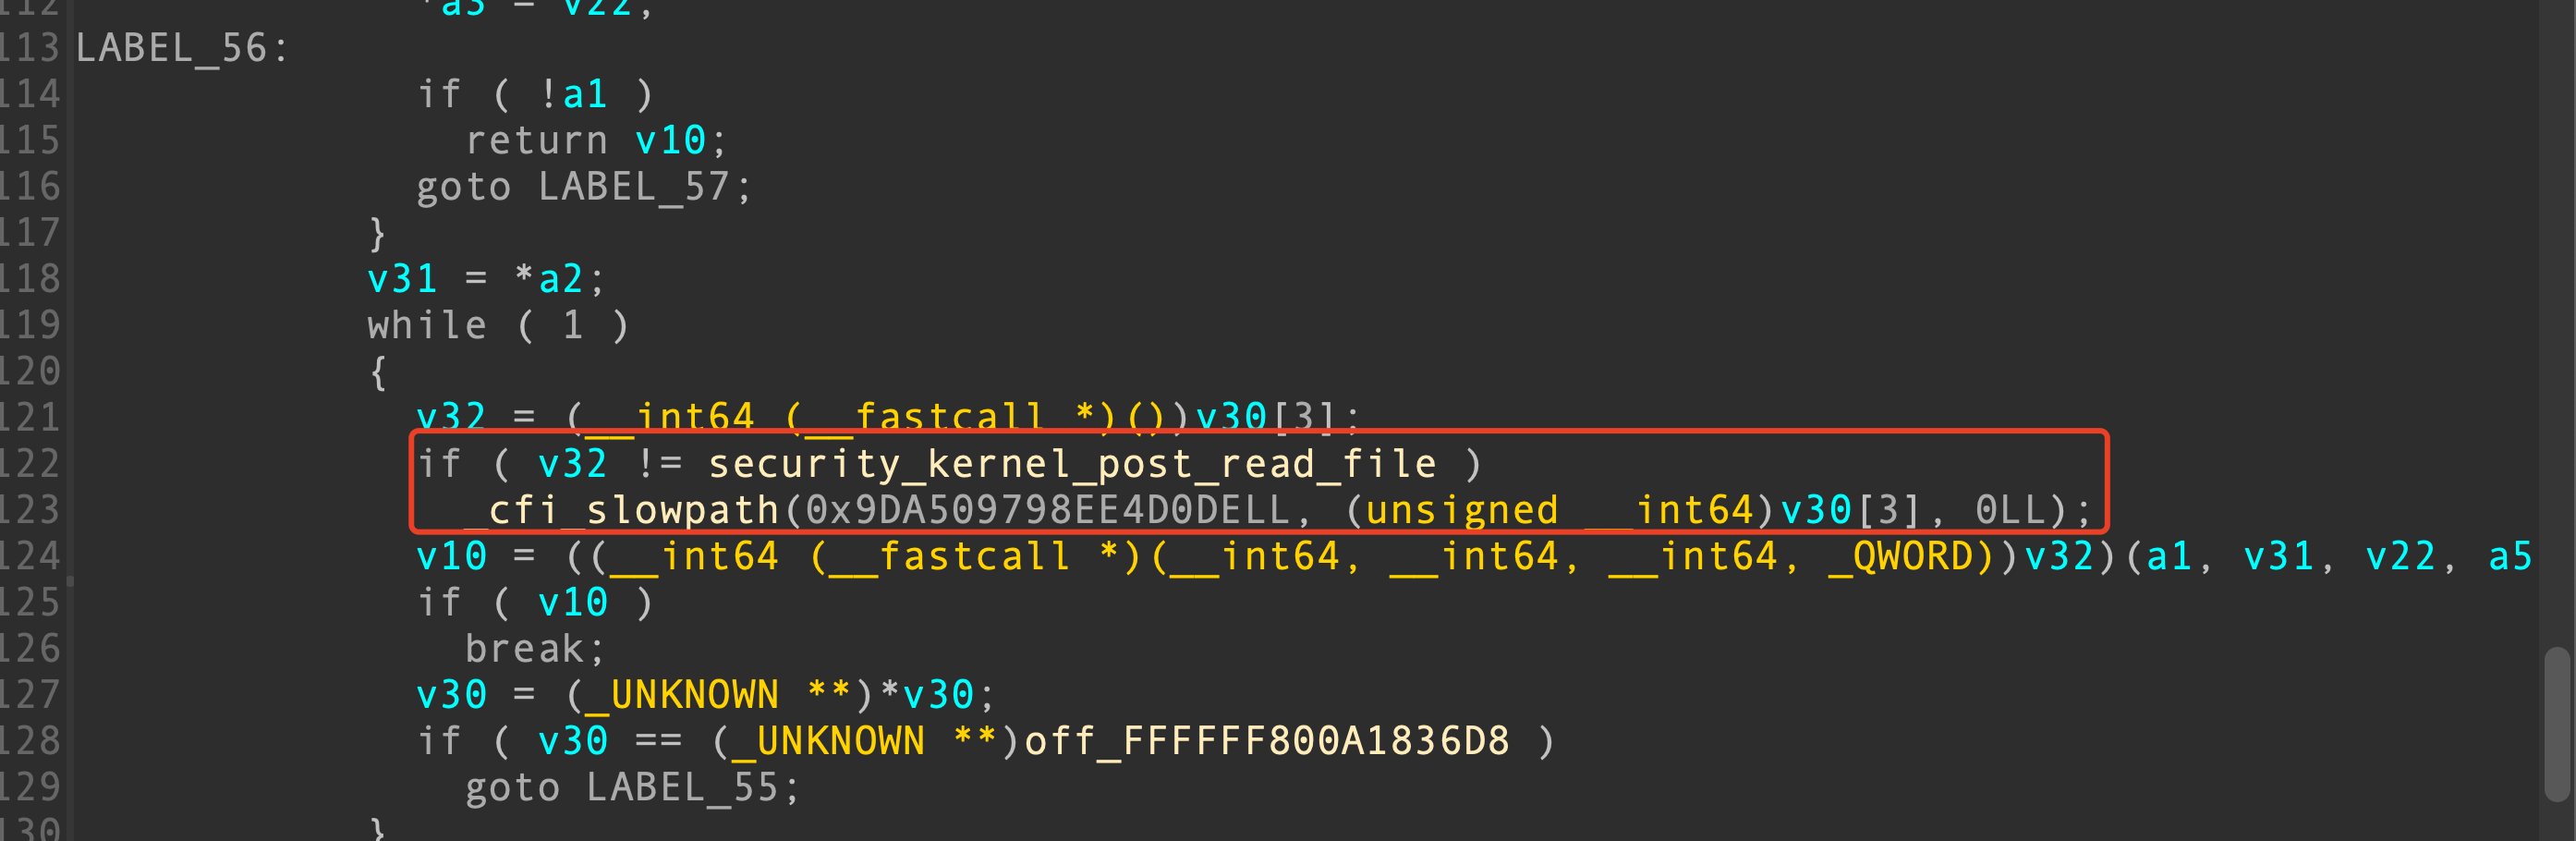 112 *a3 = v22;
113 LABEL_56:
114 if ( !a1 )
115 return v10;
116 goto LABEL_57;
117 }
118 v31 = *a2;
119 while ( 1 )
120 {
121 v32 = (__int64 (__fastcall *)())v30[3];
122 if ( v32 != security_kernel_post_read_file )
123 _cfi_slowpath(0x9DA509798EE4D0DELL, (unsigned __int64)v30[3], 0LL);
124 v10 = ((__int64 (__fastcall *)(__int64, __int64, __int64, _QWORD))v32)(a1, v31, v22, a5
125 if ( v10 )
126 break;
127 v30 = (_UNKNOWN **)*v30;
128 if ( v30 == (_UNKNOWN **)off_FFFFFF800A1836D8 )
129 goto LABEL_55;
130 }